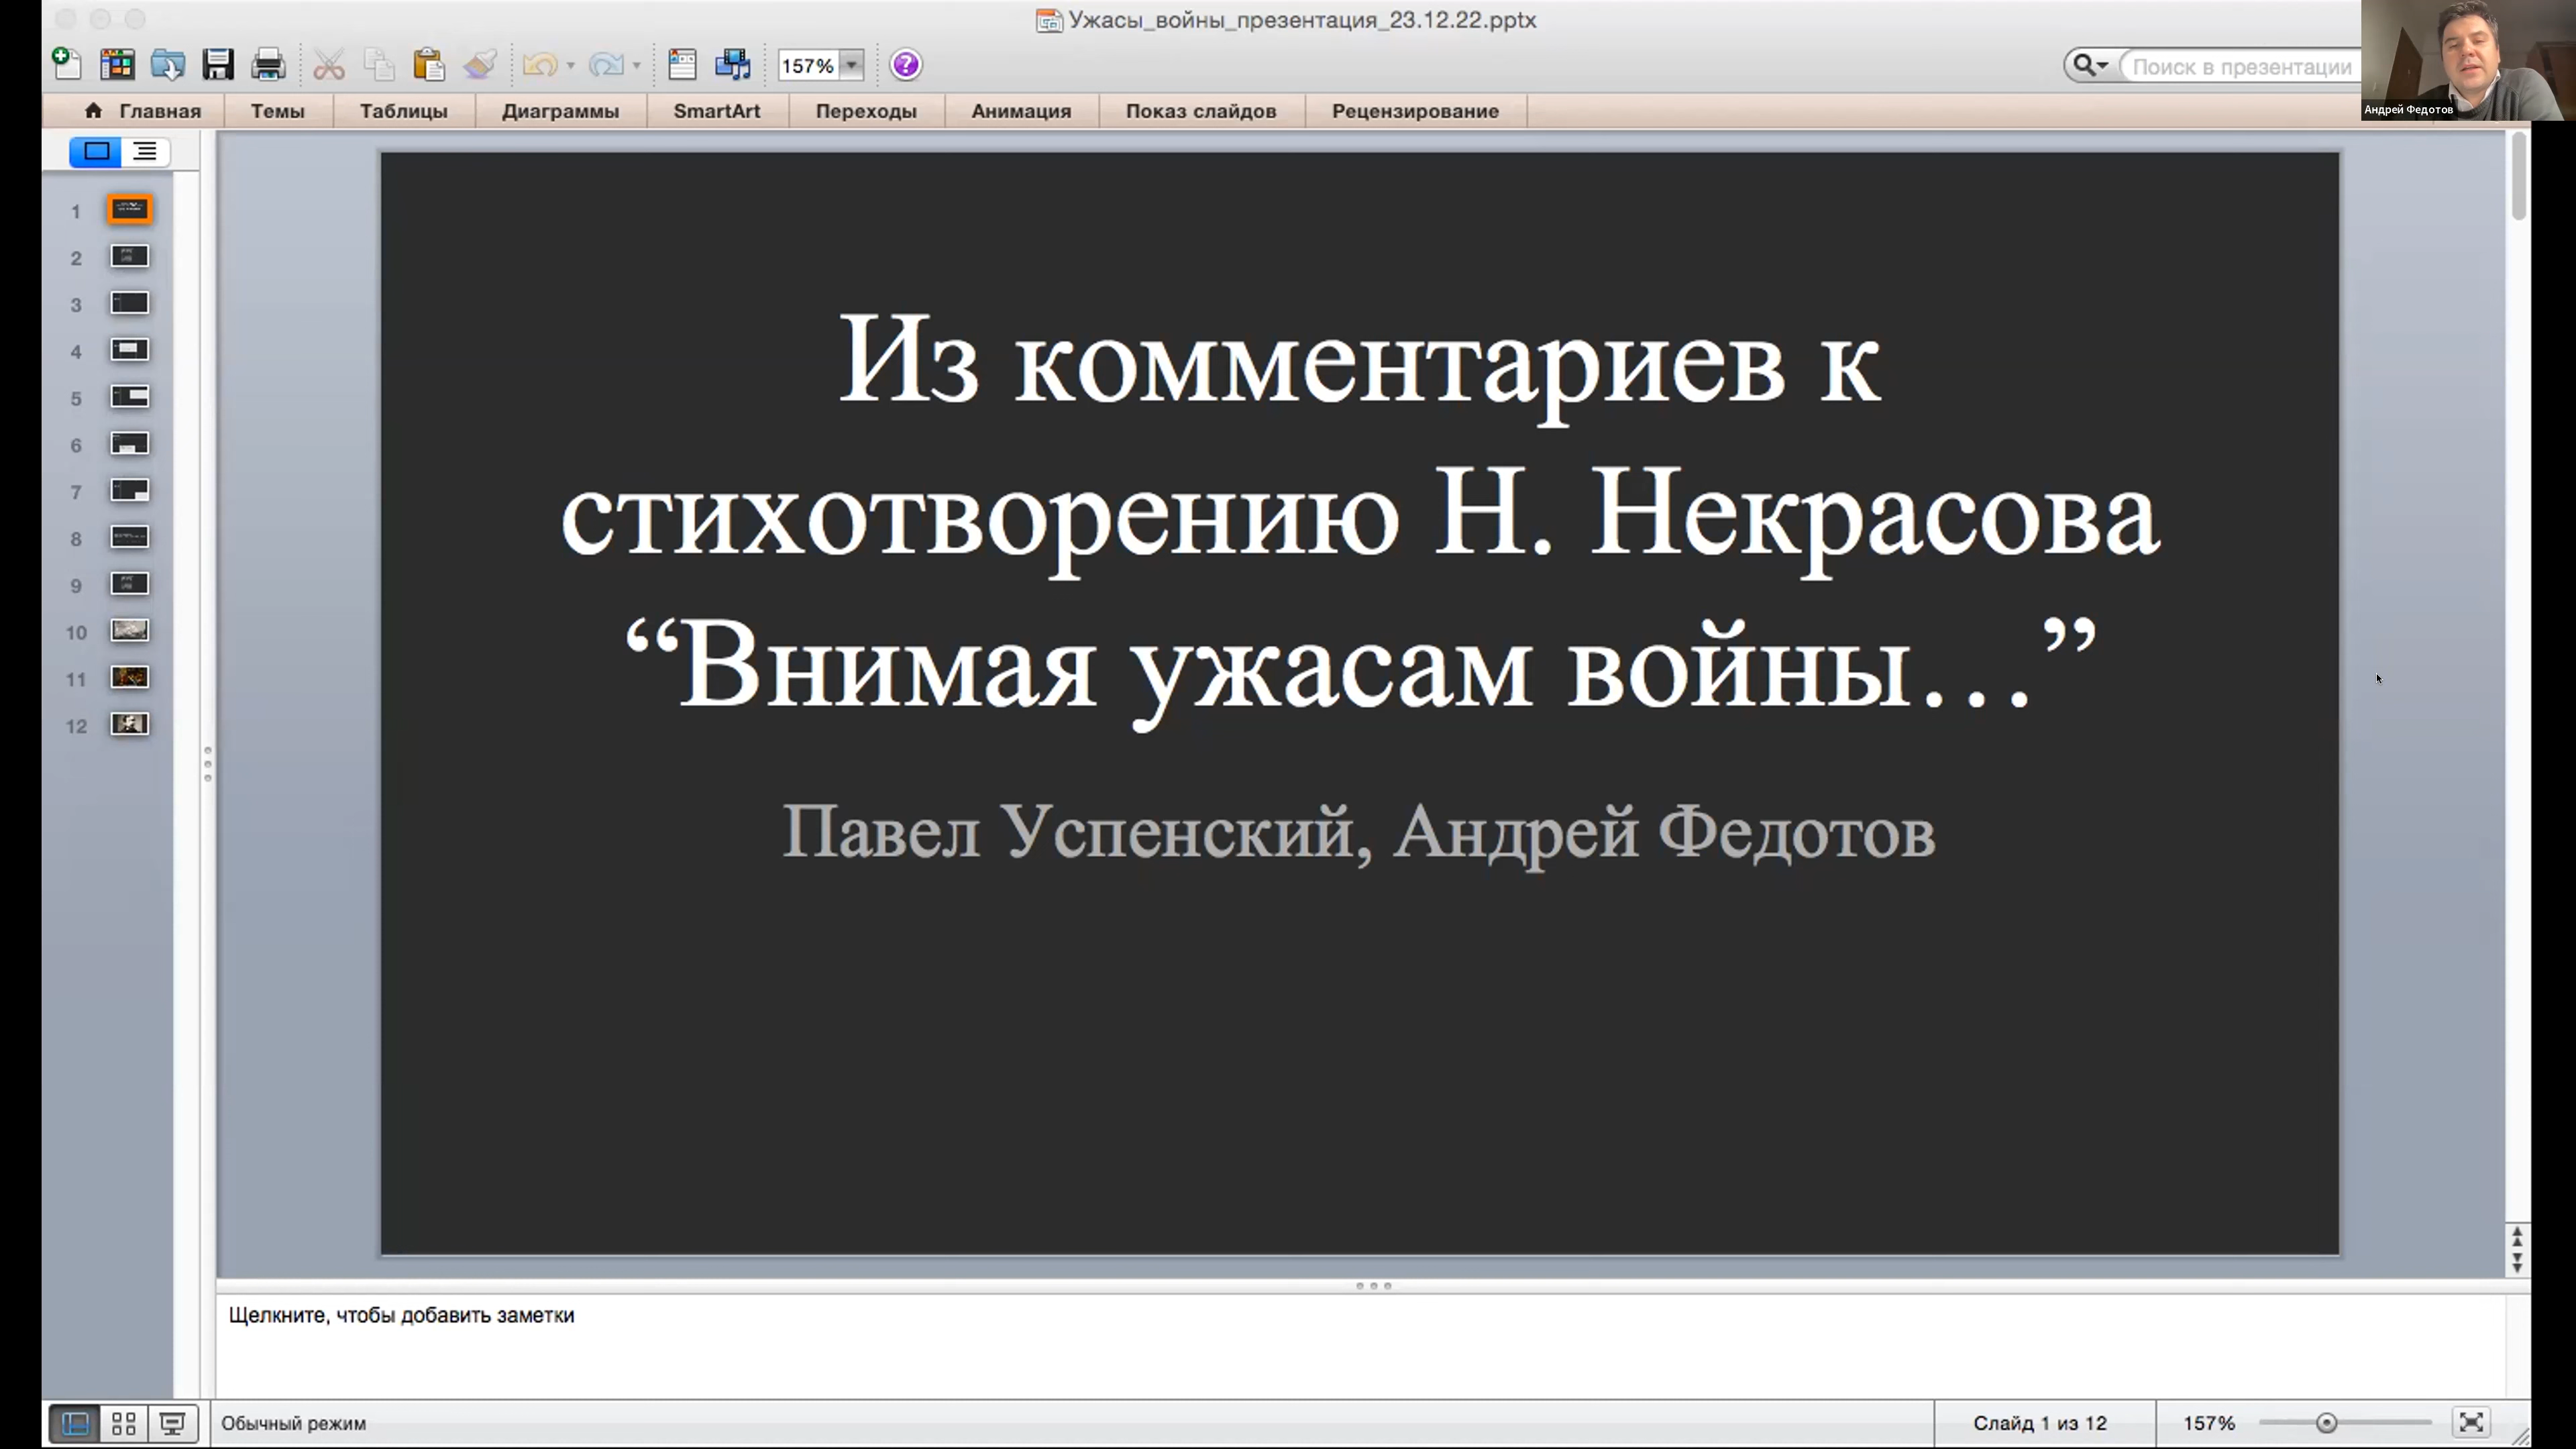 Ужасы_войны_презентация_23.12.22.pptx
157%
Поиск в презентации
Андрей Федотов
Главная
Темы
Таблицы
Диаграммы
SmartArt
Переходы
Анимация
Показ слайдов
Рецензирование
1
2
3
4
5
6
7
8
9
10
11
12
Из комментариев к
стихотворению Н. Некрасова
“Внимая ужасам войны…”
Павел Успенский, Андрей Федотов
Щелкните, чтобы добавить заметки
Обычный режим
Слайд 1 из 12
157%